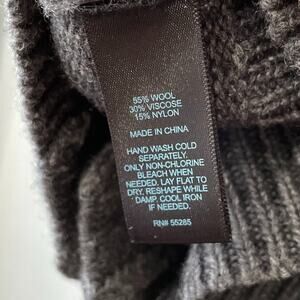 55% WOOL
30% VISCOSE
15% NYLON
MADE IN CHINA
HAND WASH COLD
SEPARATELY.
ONLY NON-CHLORINE
BLEACH WHEN
NEEDED. LAY FLAT TO
DRY. RESHAPE WHILE
DAMP. COOL IRON
IF NEEDED.
RN# 55285